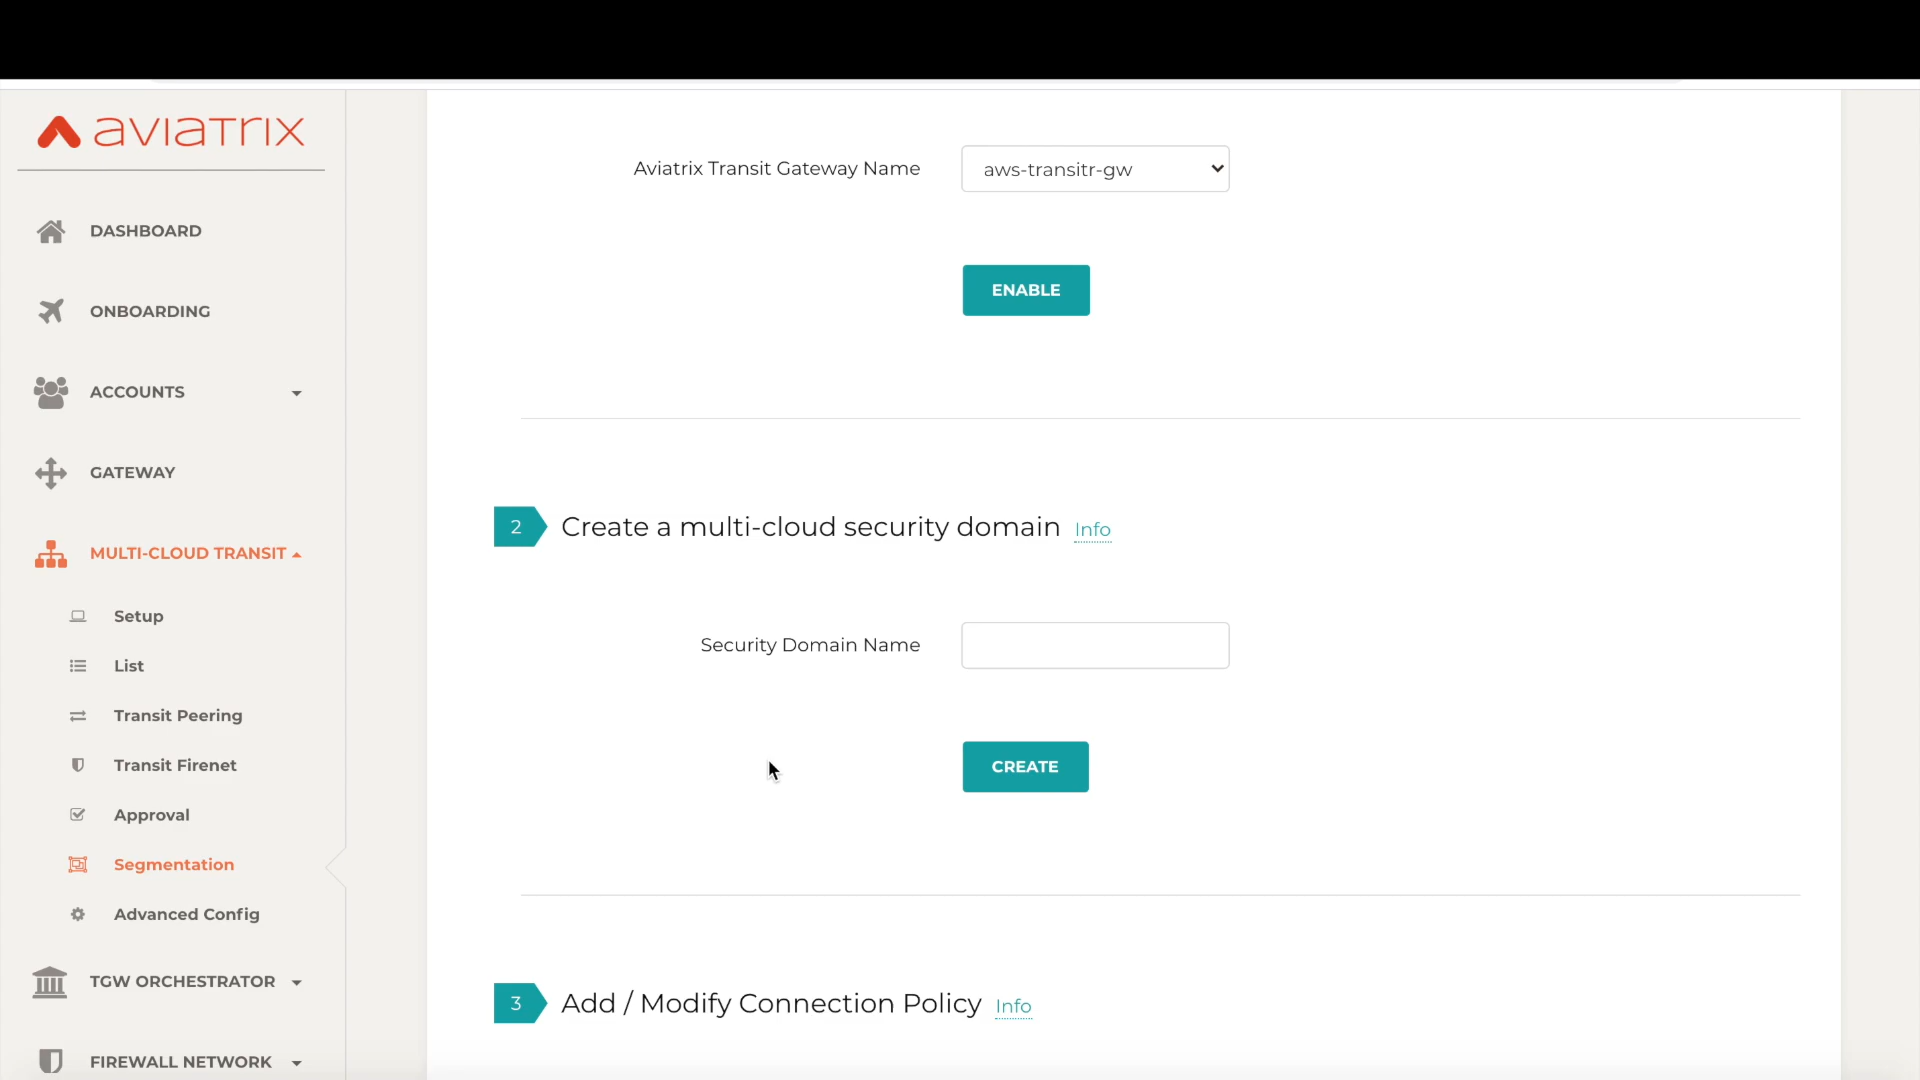 aviatrix
DASHBOARD
ONBOARDING
ACCOUNTS
GATEWAY
MULTI-CLOUD TRANSIT
Setup
List
Transit Peering
Transit Firenet
Approval
Segmentation
Advanced Config
TGW ORCHESTRATOR
FIREWALL NETWORK
Aviatrix Transit Gateway Name aws-transitr-gw
ENABLE
2 Create a multi-cloud security domain Info
Security Domain Name
CREATE
3 Add / Modify Connection Policy Info